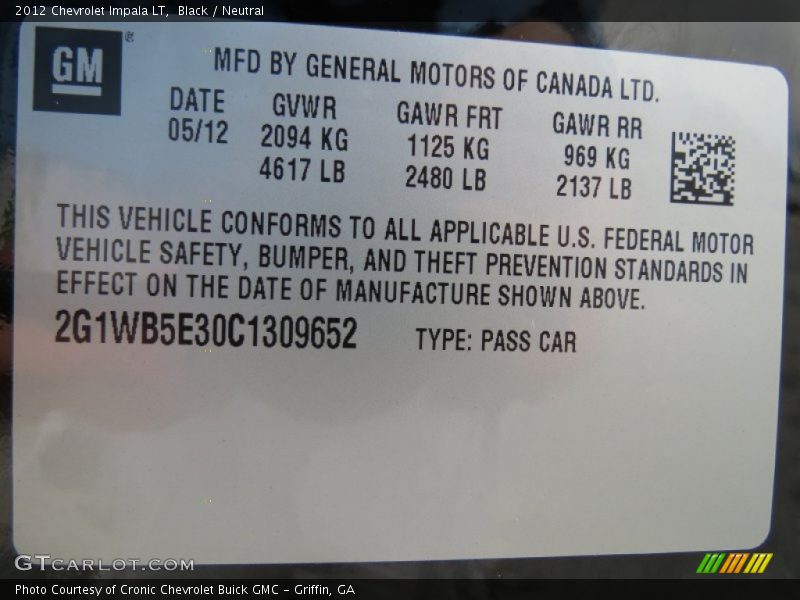 2012 Chevrolet Impala LT, Black / Neutral
GM
®
MFD BY GENERAL MOTORS OF CANADA LTD.
DATE GVWR GAWR FRT GAWR RR
05/12 2094 KG 1125 KG 969 KG
4617 LB 2480 LB 2137 LB
THIS VEHICLE CONFORMS TO ALL APPLICABLE U.S. FEDERAL MOTOR
VEHICLE SAFETY, BUMPER, AND THEFT PREVENTION STANDARDS IN
EFFECT ON THE DATE OF MANUFACTURE SHOWN ABOVE.
2G1WB5E30C1309652 TYPE: PASS CAR
GTCARLOT.COM
Photo Courtesy of Cronic Chevrolet Buick GMC – Griffin, GA